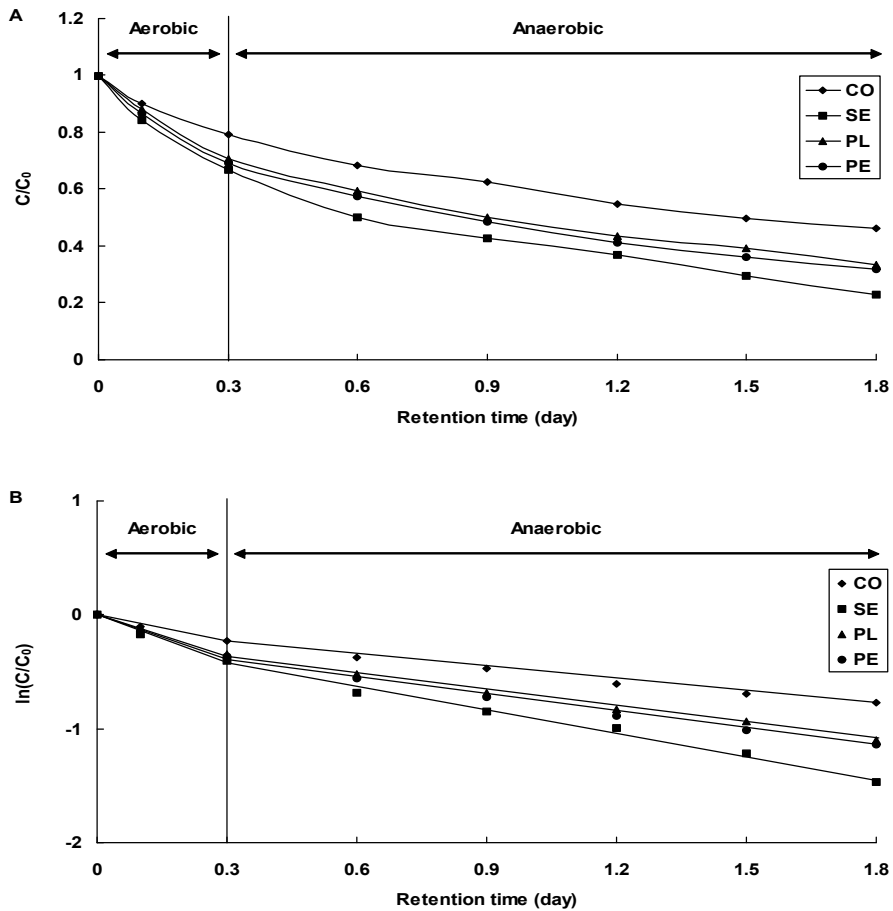 A
Aerobic
Anaerobic
1.2
1
0.8
0.6
0.4
0.2
0
C/C0
CO
SE
PL
PE
0 0.3 0.6 0.9 1.2 1.5 1.8
Retention time (day)
B
Aerobic
Anaerobic
1
0
-1
-2
ln(C/C0)
CO
SE
PL
PE
0 0.3 0.6 0.9 1.2 1.5 1.8
Retention time (day)